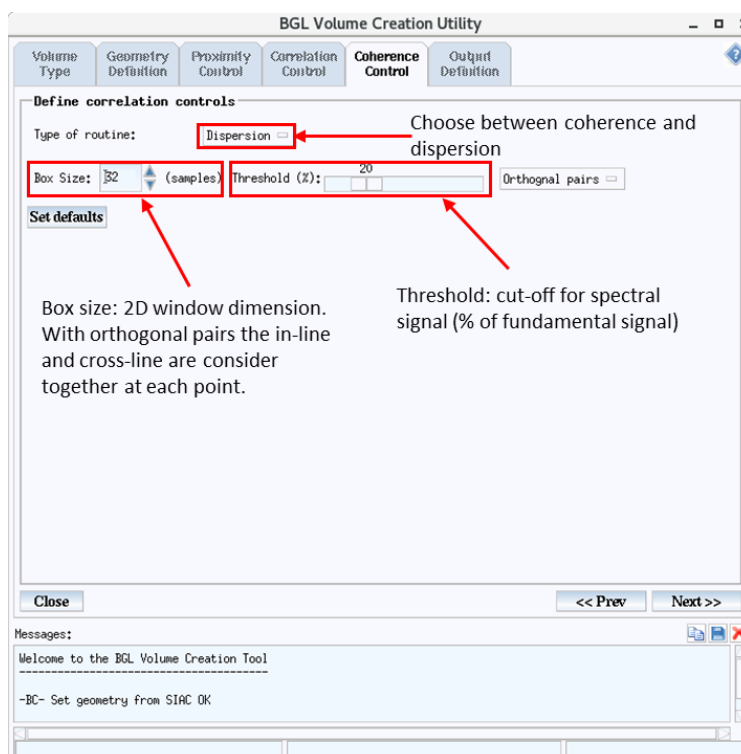 BGL Volume Creation Utility
Volume Type
Geometry Definition
Proximity Control
Correlation Control
Coherence Control
Output Definition
Define correlation controls
Type of routine: Dispersion
Choose between coherence and
dispersion
Box Size: 32 (samples) Threshold (%): 20 Orthognal pairs
Set defaults
Box size: 2D window dimension.
With orthogonal pairs the in-line
and cross-line are consider
together at each point.
Threshold: cut-off for spectral
signal (% of fundamental signal)
Close << Prev Next >>
Messages:
Welcome to the BGL Volume Creation Tool
---------------------------------------
-BC- Set geometry from SIAC OK